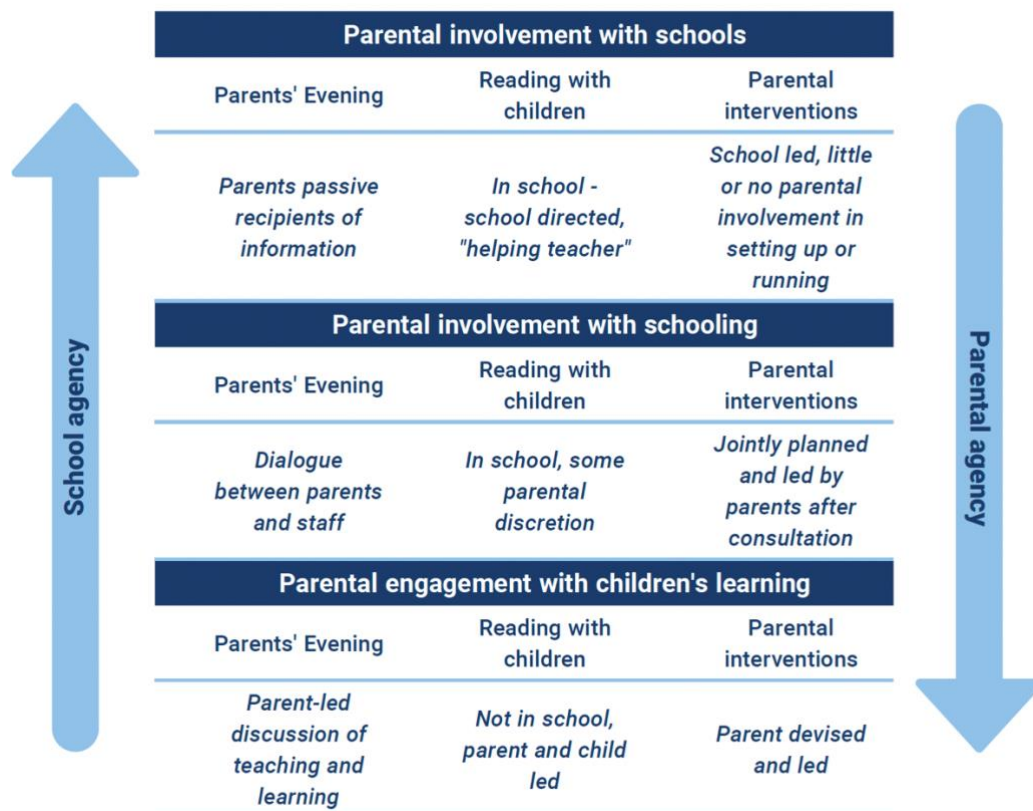 Parental involvement with schools
Parents' Evening
Reading with
children
Parental
interventions
Parents passive
recipients of
information
In school -
school directed,
"helping teacher"
School led, little
or no parental
involvement in
setting up or
running
Parental involvement with schooling
Parents' Evening
Reading with
children
Parental
interventions
Dialogue
between parents
and staff
In school, some
parental
discretion
Jointly planned
and led by
parents after
consultation
Parental engagement with children's learning
Parents' Evening
Reading with
children
Parental
interventions
Parent-led
discussion of
teaching and
learning
Not in school,
parent and child
led
Parent devised
and led
School agency
Parental agency